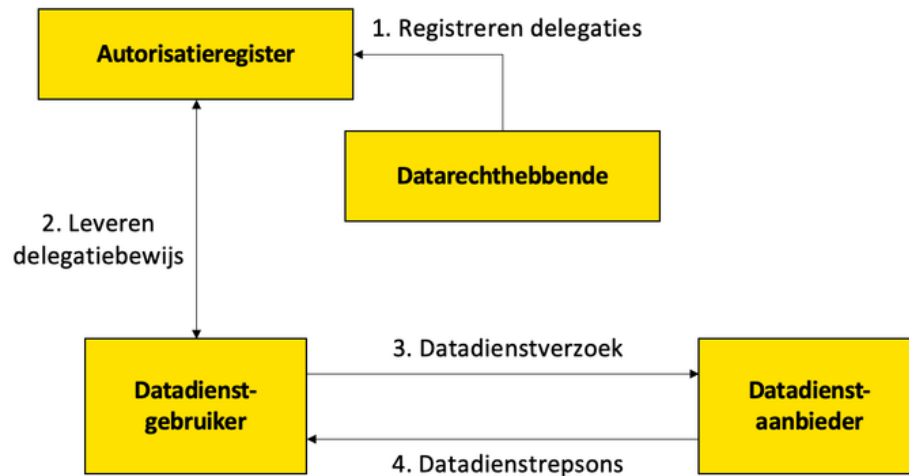 1. Registreren delegaties
Autorisatieregister
Datarechthebbende
2. Leveren
delegatiebewijs
3. Datadienstverzoek
Datadienst-
gebruiker
Datadienst-
aanbieder
4. Datadienstrepsons